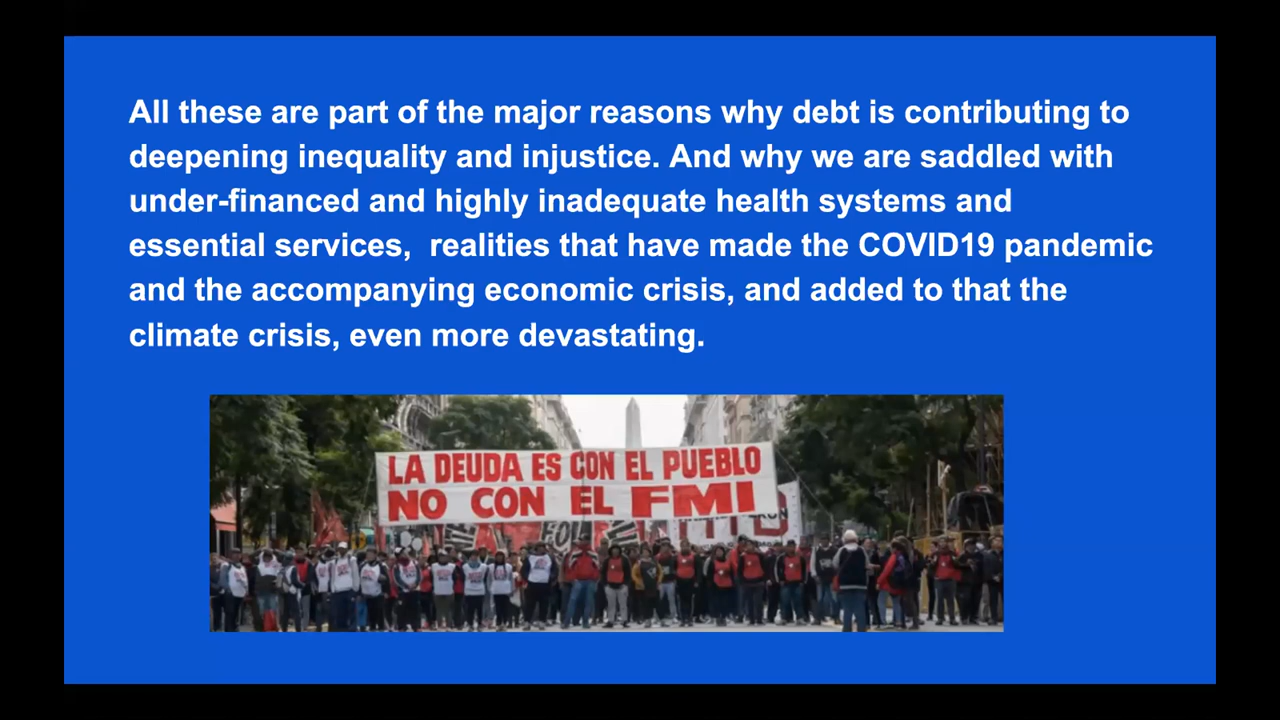 All these are part of the major reasons why debt is contributing to
deepening inequality and injustice. And why we are saddled with
under-financed and highly inadequate health systems and
essential services,  realities that have made the COVID19 pandemic
and the accompanying economic crisis, and added to that the
climate crisis, even more devastating.
LA DEUDA ES CON EL PUEBLO
NO CON EL FMI